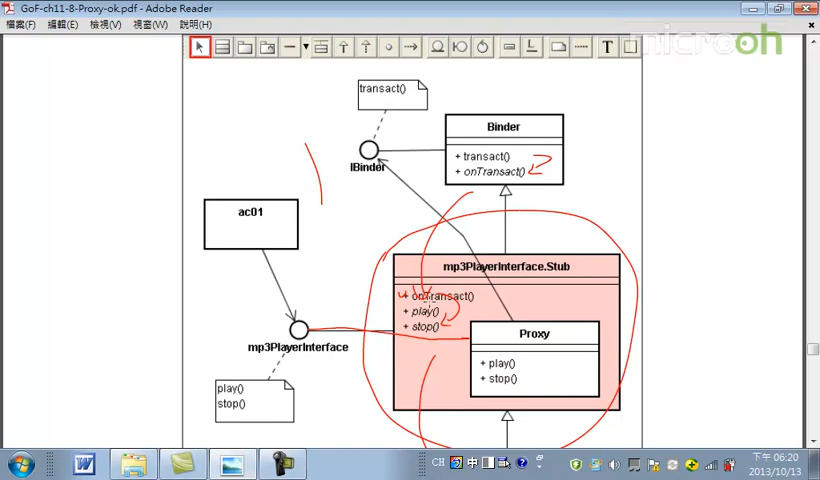 GoF-ch11-8-Proxy-ok.pdf - Adobe Reader
檔案(F) 編輯(E) 檢視(V) 視窗(W) 說明(H)
T
microoh
transact()
Binder
+ transact()
+ onTransact()
IBinder
ac01
mp3PlayerInterface.Stub
+ onTransact()
+ play()
+ stop()
Proxy
+ play()
+ stop()
mp3PlayerInterface
play()
stop()
CH
中
下午 06:20
2013/10/13